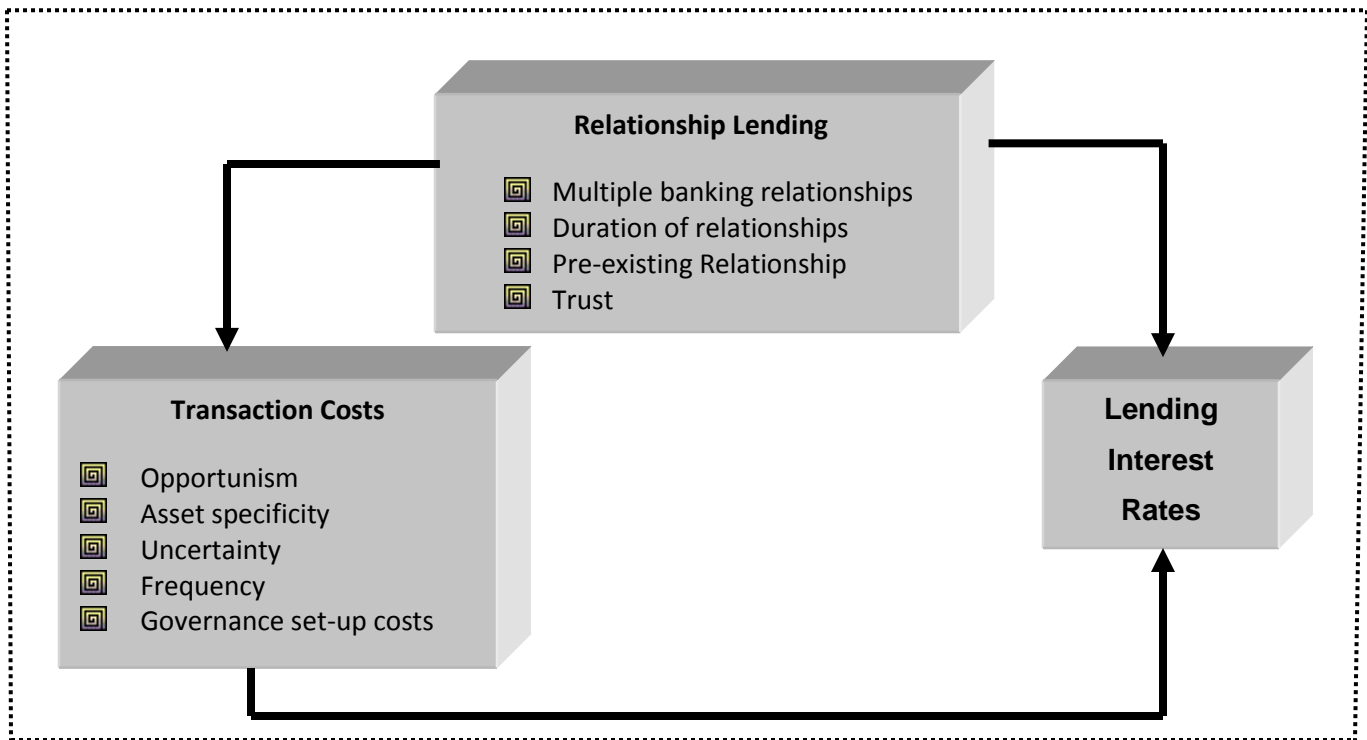 Relationship Lending
Multiple banking relationships
Duration of relationships
Pre-existing Relationship
Trust
Transaction Costs
Opportunism
Asset specificity
Uncertainty
Frequency
Governance set-up costs
Lending
Interest
Rates